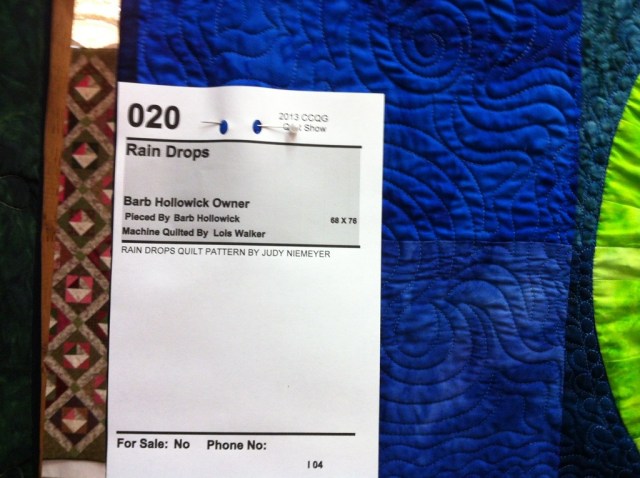 020
2013 CCQG
Quilt Show
Rain Drops
Barb Hollowick Owner
Pieced By Barb Hollowick
68 X 76
Machine Quilted By Lois Walker
RAIN DROPS QUILT PATTERN BY JUDY NIEMEYER
For Sale: No Phone No:
I 04